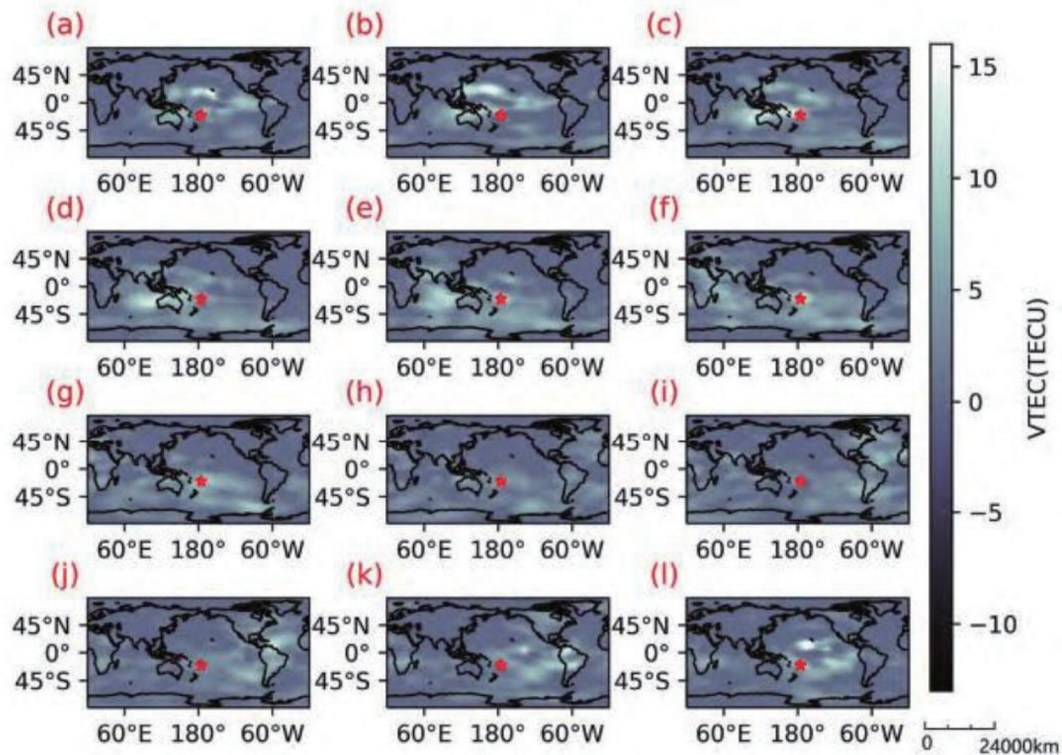 (a) (b) (c)
45°N 45°N 45°N 15
0° 0° 0°
45°S 45°S 45°S
60°E 180° 60°W 60°E 180° 60°W 60°E 180° 60°W 10
(d) (e) (f)
45°N 45°N 45°N
0° 0° 0° 5
45°S 45°S 45°S
60°E 180° 60°W 60°E 180° 60°W 60°E 180° 60°W
(g) (h) (i) 0
VTEC(TECU)
45°N 45°N 45°N
0° 0° 0°
45°S 45°S 45°S −5
60°E 180° 60°W 60°E 180° 60°W 60°E 180° 60°W
(j) (k) (l)
45°N 45°N 45°N −10
0° 0° 0°
45°S 45°S 45°S
60°E 180° 60°W 60°E 180° 60°W 60°E 180° 60°W
0 24000km